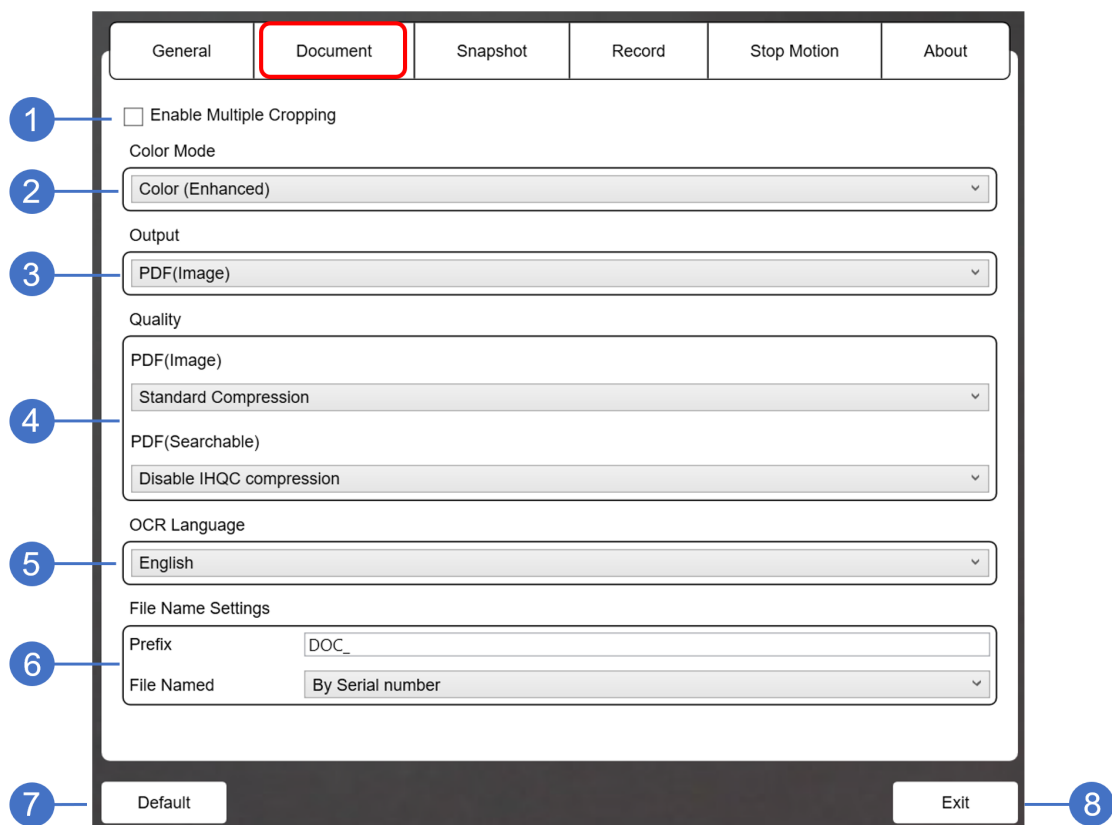 General Document Snapshot Record Stop Motion About
1 Enable Multiple Cropping
Color Mode
2 Color (Enhanced)
Output
3 PDF(Image)
Quality
PDF(Image)
Standard Compression
4
PDF(Searchable)
Disable IHQC compression
OCR Language
5 English
File Name Settings
Prefix DOC_
6
File Named By Serial number
7 Default Exit 8